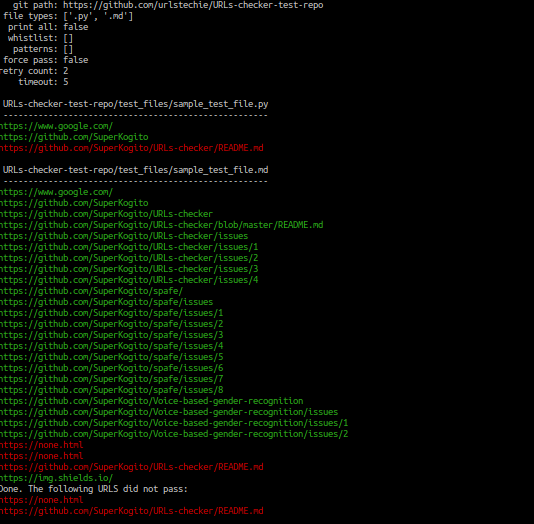 git path: https://github.com/urlstechie/URLs-checker-test-repo
file types: ['.py', '.md']
print all: false
whistlist: []
patterns: []
force pass: false
retry count: 2
timeout: 5
URLs-checker-test-repo/test_files/sample_test_file.py
-----------------------------------------------------
https://www.google.com/
https://github.com/SuperKogito
https://github.com/SuperKogito/URLs-checker/README.md
URLs-checker-test-repo/test_files/sample_test_file.md
-----------------------------------------------------
https://www.google.com/
https://github.com/SuperKogito
https://github.com/SuperKogito/URLs-checker
https://github.com/SuperKogito/URLs-checker/blob/master/README.md
https://github.com/SuperKogito/URLs-checker/issues
https://github.com/SuperKogito/URLs-checker/issues/1
https://github.com/SuperKogito/URLs-checker/issues/2
https://github.com/SuperKogito/URLs-checker/issues/3
https://github.com/SuperKogito/URLs-checker/issues/4
https://github.com/SuperKogito/spafe/
https://github.com/SuperKogito/spafe/issues
https://github.com/SuperKogito/spafe/issues/1
https://github.com/SuperKogito/spafe/issues/2
https://github.com/SuperKogito/spafe/issues/3
https://github.com/SuperKogito/spafe/issues/4
https://github.com/SuperKogito/spafe/issues/5
https://github.com/SuperKogito/spafe/issues/6
https://github.com/SuperKogito/spafe/issues/7
https://github.com/SuperKogito/spafe/issues/8
https://github.com/SuperKogito/Voice-based-gender-recognition
https://github.com/SuperKogito/Voice-based-gender-recognition/issues
https://github.com/SuperKogito/Voice-based-gender-recognition/issues/1
https://github.com/SuperKogito/Voice-based-gender-recognition/issues/2
https://none.html
https://none.html
https://github.com/SuperKogito/URLs-checker/README.md
https://img.shields.io/
Done. The following URLS did not pass:
https://none.html
https://github.com/SuperKogito/URLs-checker/README.md